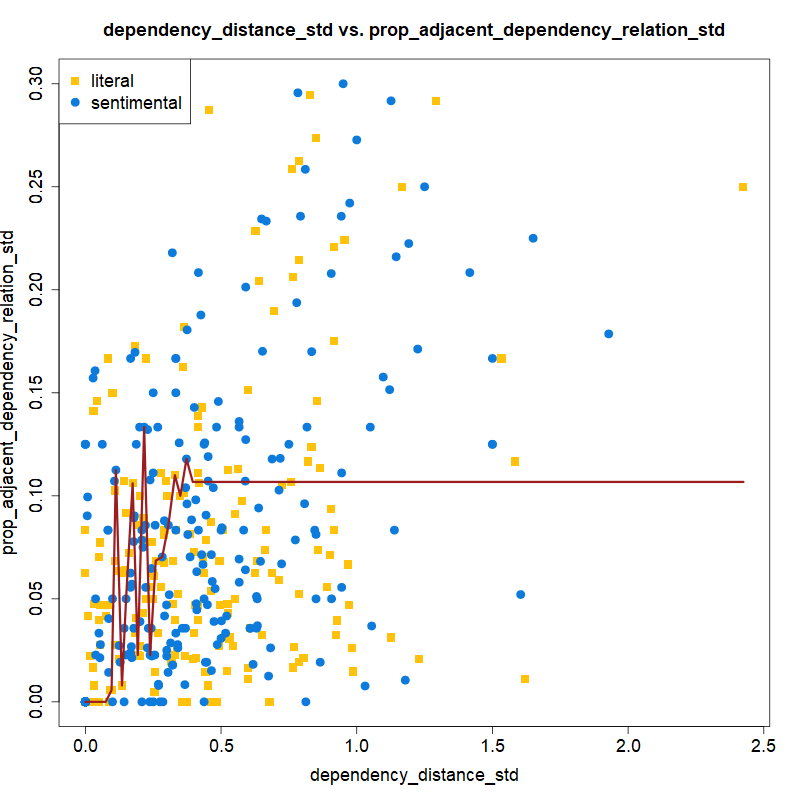 dependency_distance_std vs. prop_adjacent_dependency_relation_std
literal
sentimental
prop_adjacent_dependency_relation_std
0.30
0.25
0.20
0.15
0.10
0.05
0.00
0.0 0.5 1.0 1.5 2.0 2.5
dependency_distance_std